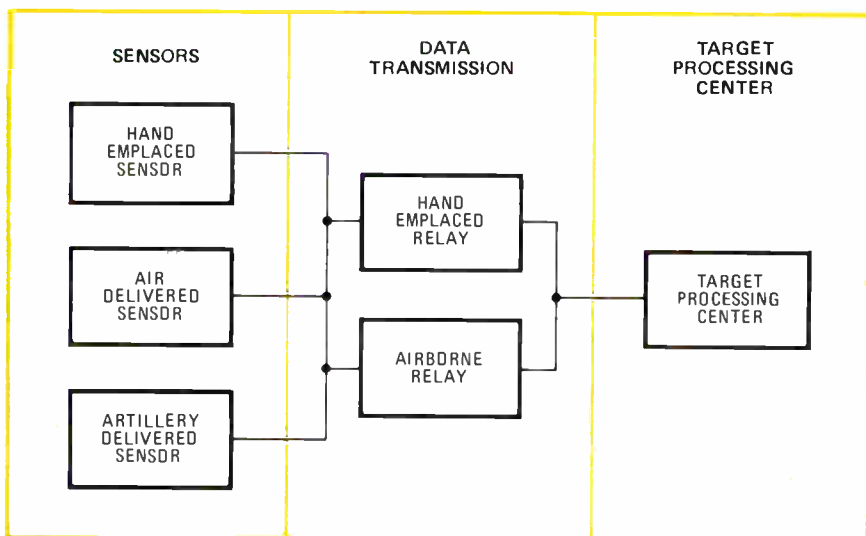 SENSORS
DATA
TRANSMISSION
TARGET
PROCESSING
CENTER
HAND
EMPLACED
SENSOR
AIR
DELIVERED
SENSOR
ARTILLERY
DELIVERED
SENSOR
HAND
EMPLACED
RELAY
AIRBORNE
RELAY
TARGET
PROCESSING
CENTER